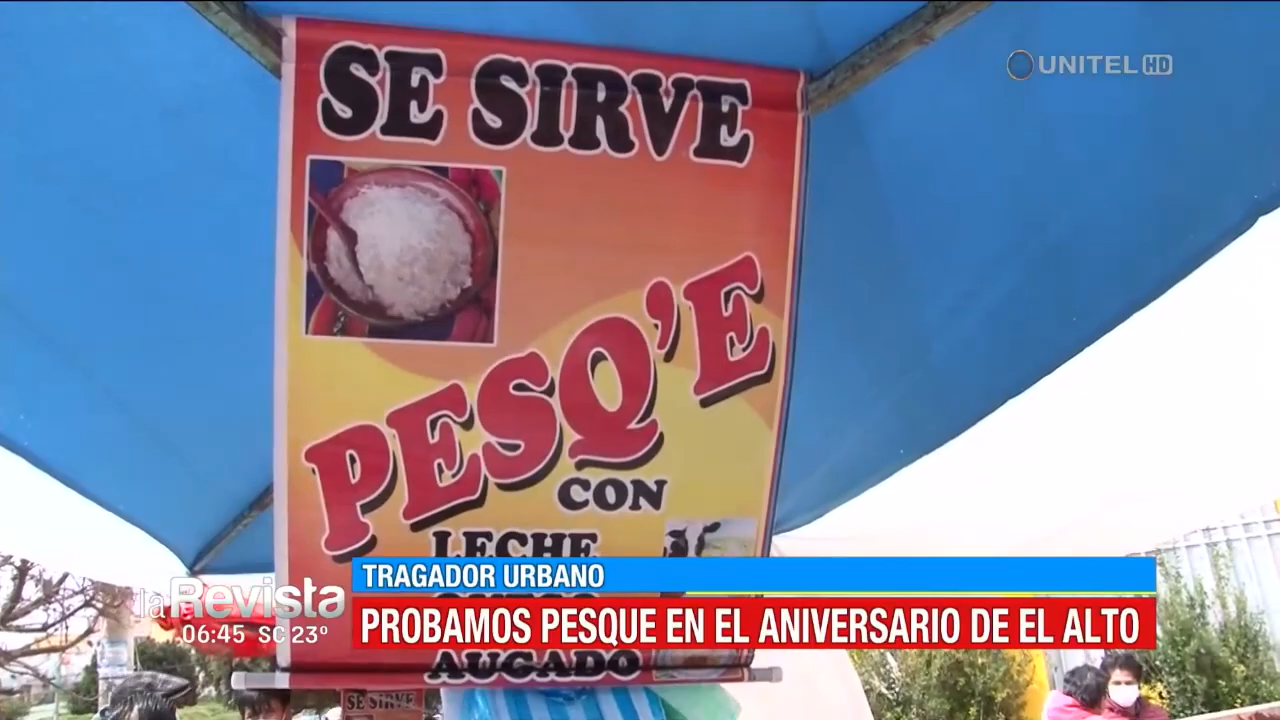 UNITEL HD
SE SIRVE
PESQ'E
CON
LECHE
AUGADO
TRAGADOR URBANO
PROBAMOS PESQUE EN EL ANIVERSARIO DE EL ALTO
la Revista
06:45 SC 23º
SE SIRVE